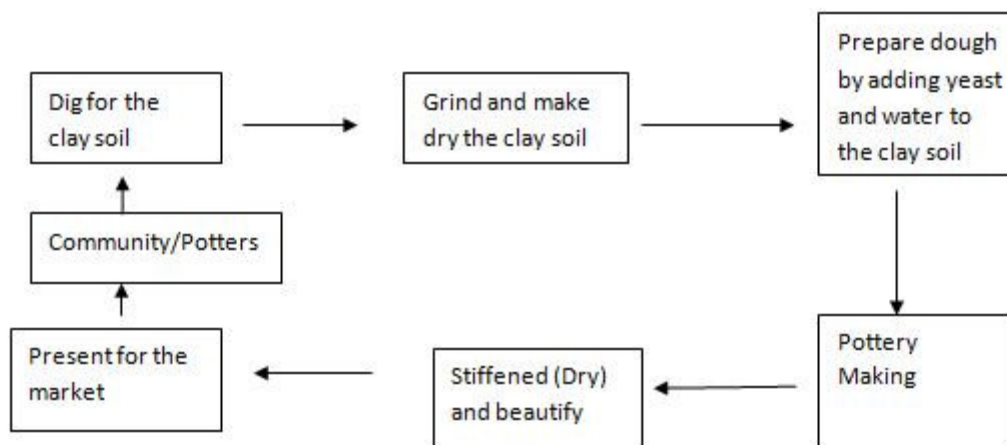 Dig for the
clay soil
Grind and make
dry the clay soil
Prepare dough
by adding yeast
and water to
the clay soil
Pottery
Making
Stiffened (Dry)
and beautify
Present for the
market
Community/Potters